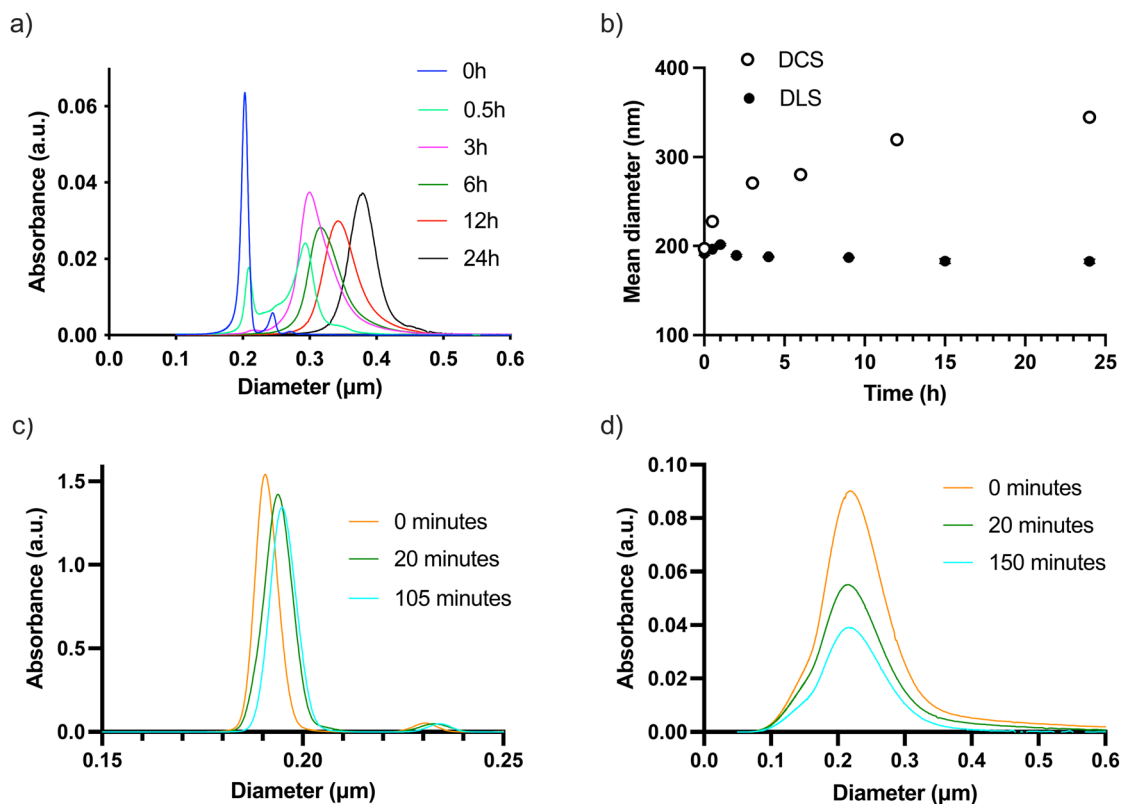 a)
0h
0.5h
3h
6h
12h
24h
Absorbance (a.u.)
0.06
0.04
0.02
0.00
0.0 0.1 0.2 0.3 0.4 0.5 0.6
Diameter (μm)
b)
DCS
DLS
Mean diameter (nm)
400
300
200
100
0 5 10 15 20 25
Time (h)
c)
0 minutes
20 minutes
105 minutes
Absorbance (a.u.)
1.5
1.0
0.5
0.0
0.15 0.20 0.25
Diameter (μm)
d)
0 minutes
20 minutes
150 minutes
Absorbance (a.u.)
0.10
0.08
0.06
0.04
0.02
0.00
0.0 0.1 0.2 0.3 0.4 0.5 0.6
Diameter (μm)